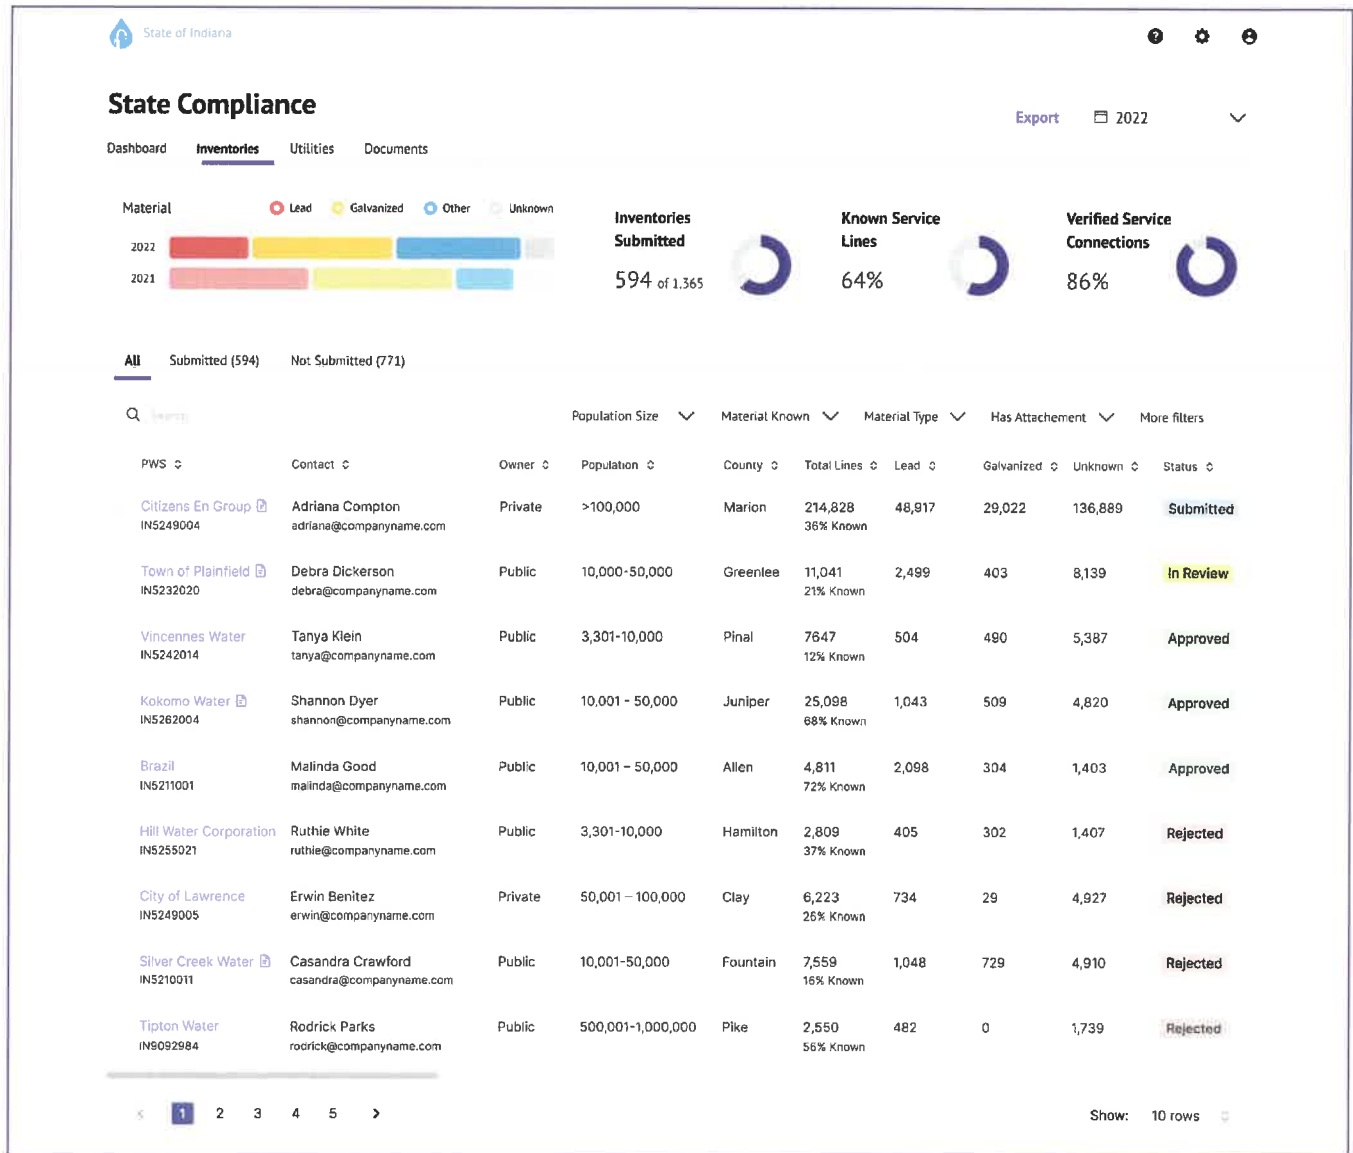 State of Indiana
State Compliance
Export 2022
Dashboard Inventories Utilities Documents
Material Lead Galvanized Other Unknown
2022
2021
Inventories Submitted
594 of 1,365
Known Service Lines
64%
Verified Service Connections
86%
All Submitted (594) Not Submitted (771)
Search Population Size Material Known Material Type Has Attachement More filters
PWS Contact Owner Population County Total Lines Lead Galvanized Unknown Status
Citizens En Group Adriana Compton Private >100,000 Marion 214,828 48,917 29,022 136,889 Submitted
IN5249004 adriana@companyname.com 36% Known
Town of Plainfield Debra Dickerson Public 10,000-50,000 Greenlee 11,041 2,499 403 8,139 In Review
IN5232020 debra@companyname.com 21% Known
Vincennes Water Tanya Klein Public 3,301-10,000 Pinal 7647 504 490 5,387 Approved
IN5242014 tanya@companyname.com 12% Known
Kokomo Water Shannon Dyer Public 10,001 - 50,000 Juniper 25,098 1,043 509 4,820 Approved
IN5262004 shannon@companyname.com 68% Known
Brazil Malinda Good Public 10,001 – 50,000 Allen 4,811 2,098 304 1,403 Approved
IN5211001 malinda@companyname.com 72% Known
Hill Water Corporation Ruthie White Public 3,301-10,000 Hamilton 2,809 405 302 1,407 Rejected
IN5255021 ruthie@companyname.com 37% Known
City of Lawrence Erwin Benitez Private 50,001 – 100,000 Clay 6,223 734 29 4,927 Rejected
IN5249005 erwin@companyname.com 26% Known
Silver Creek Water Casandra Crawford Public 10,001-50,000 Fountain 7,559 1,048 729 4,910 Rejected
IN5210011 casandra@companyname.com 16% Known
Tipton Water Rodrick Parks Public 500,001-1,000,000 Pike 2,550 482 0 1,739 Rejected
IN9092984 rodrick@companyname.com 56% Known
1 2 3 4 5 Show: 10 rows